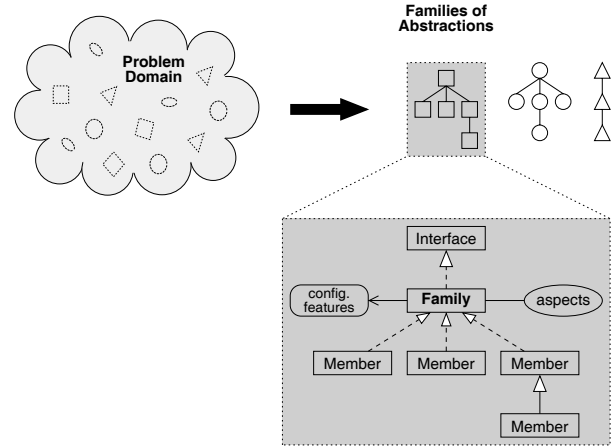 Families of
Abstractions
Problem
Domain
Interface
config.
features
Family
aspects
Member
Member
Member
Member